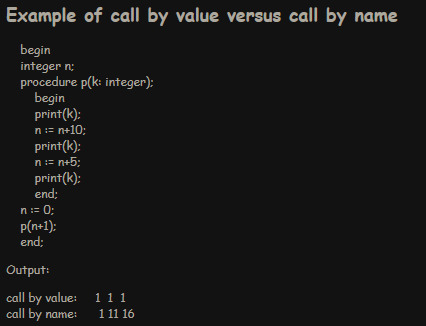 Example of call by value versus call by name
begin
integer n;
procedure p(k: integer);
begin
print(k);
n := n+10;
print(k);
n := n+5;
print(k);
end;
n := 0;
p(n+1);
end;
Output:
call by value: 1 1 1
call by name: 1 11 16